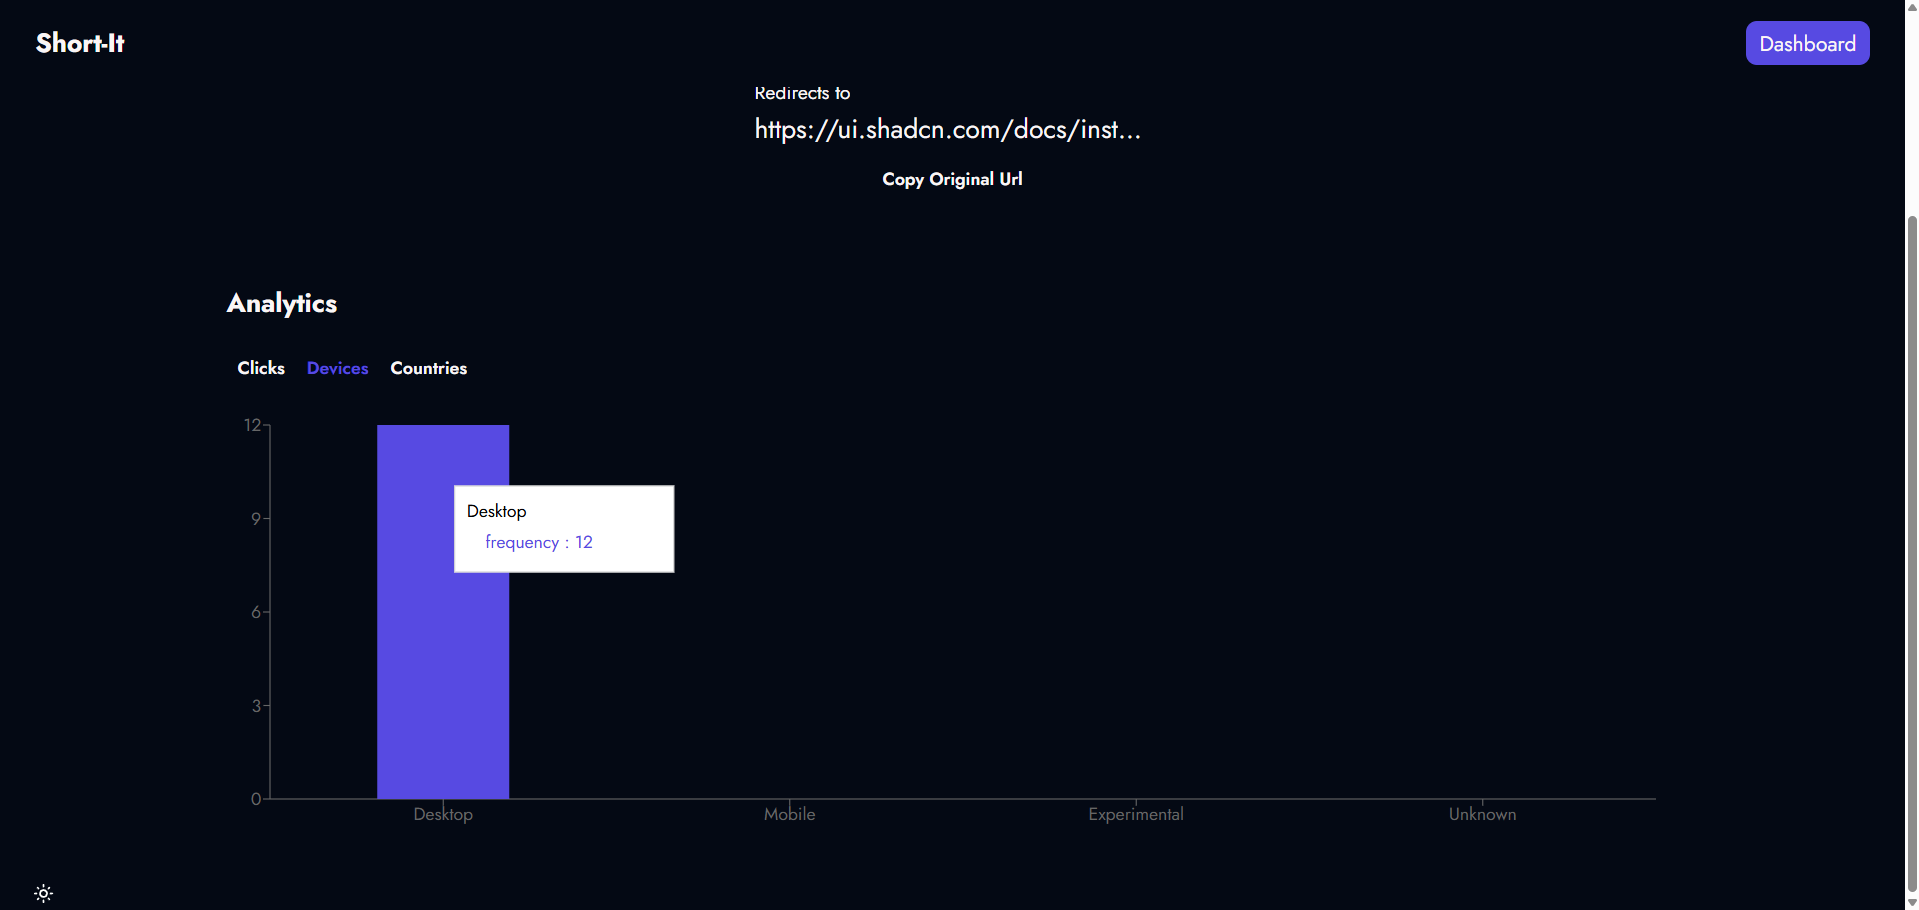 Short-It
Dashboard
Redirects to
https://ui.shadcn.com/docs/inst...
Copy Original Url
Analytics
Clicks Devices Countries
12
9
6
3
0
Desktop
frequency : 12
Desktop Mobile Experimental Unknown